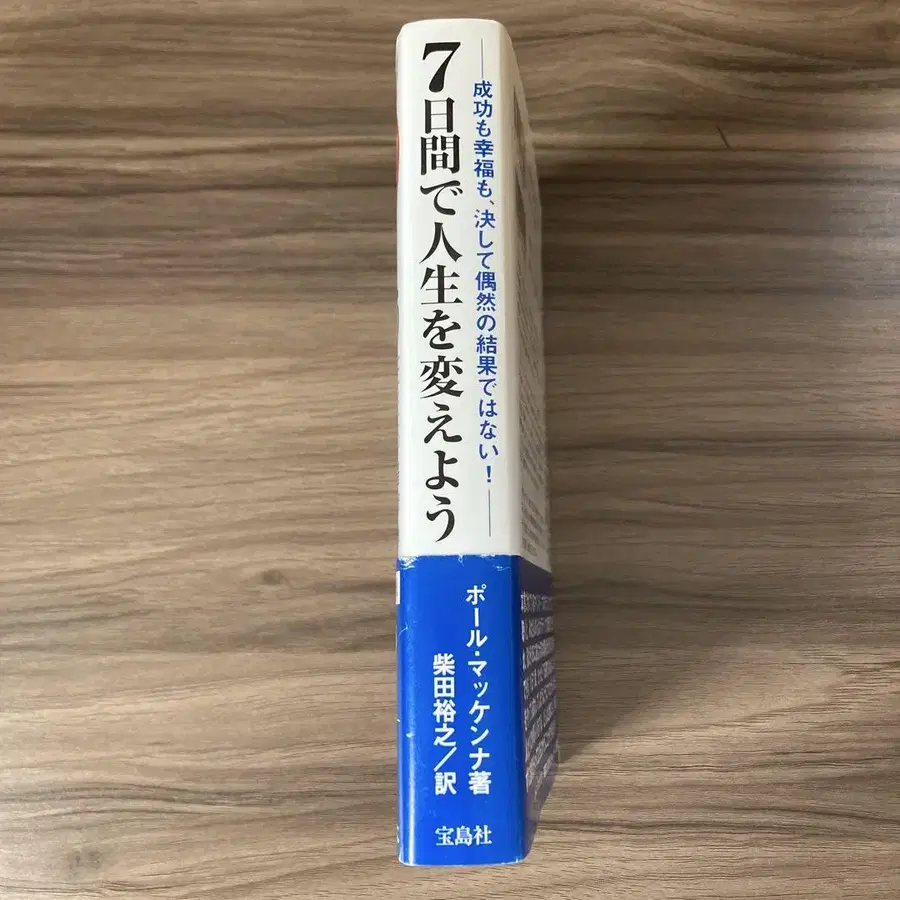 ―成功も幸福も、決して偶然の結果ではない！―
7日間で人生を変えよう
ポール・マッケンナ著
柴田裕之／訳
宝島社